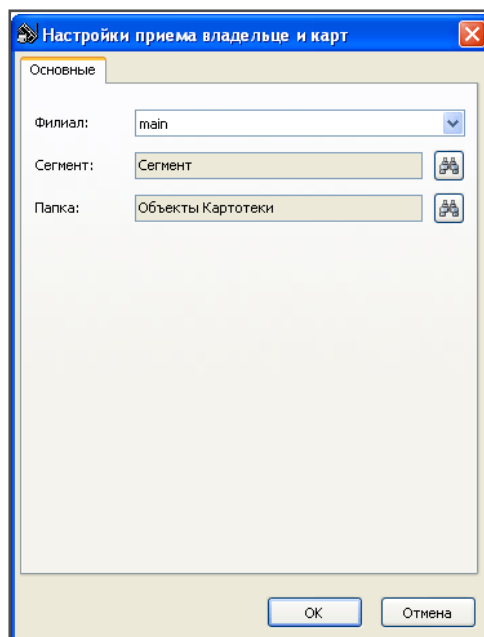 Настройки приема владельце и карт
Основные
Филиал: main
Сегмент: Сегмент
Папка: Объекты Картотеки
OK Отмена